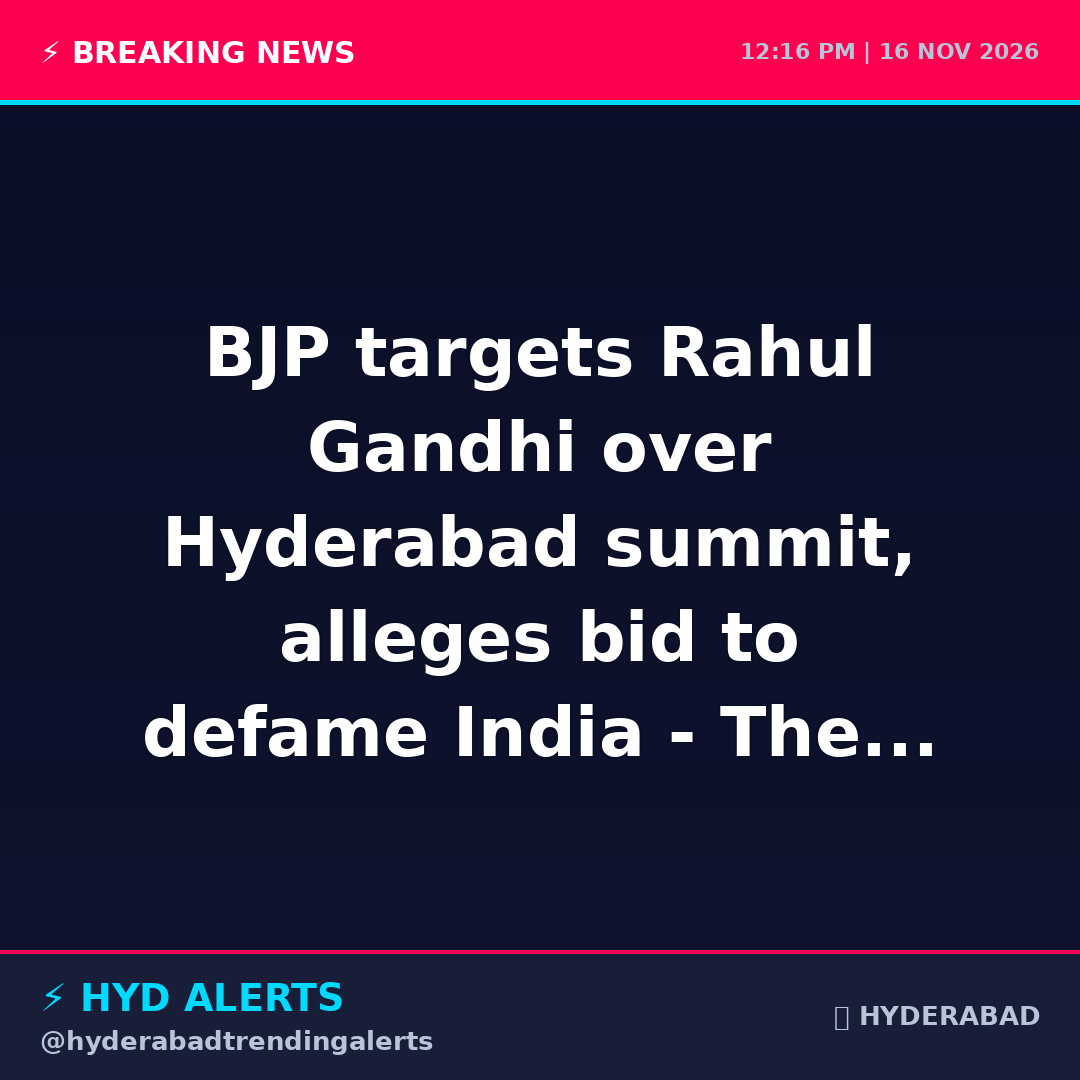 ⚡ BREAKING NEWS
12:16 PM | 16 NOV 2026
BJP targets Rahul
Gandhi over
Hyderabad summit,
alleges bid to
defame India - The...
⚡ HYD ALERTS
@hyderabadtrendingalerts
HYDERABAD